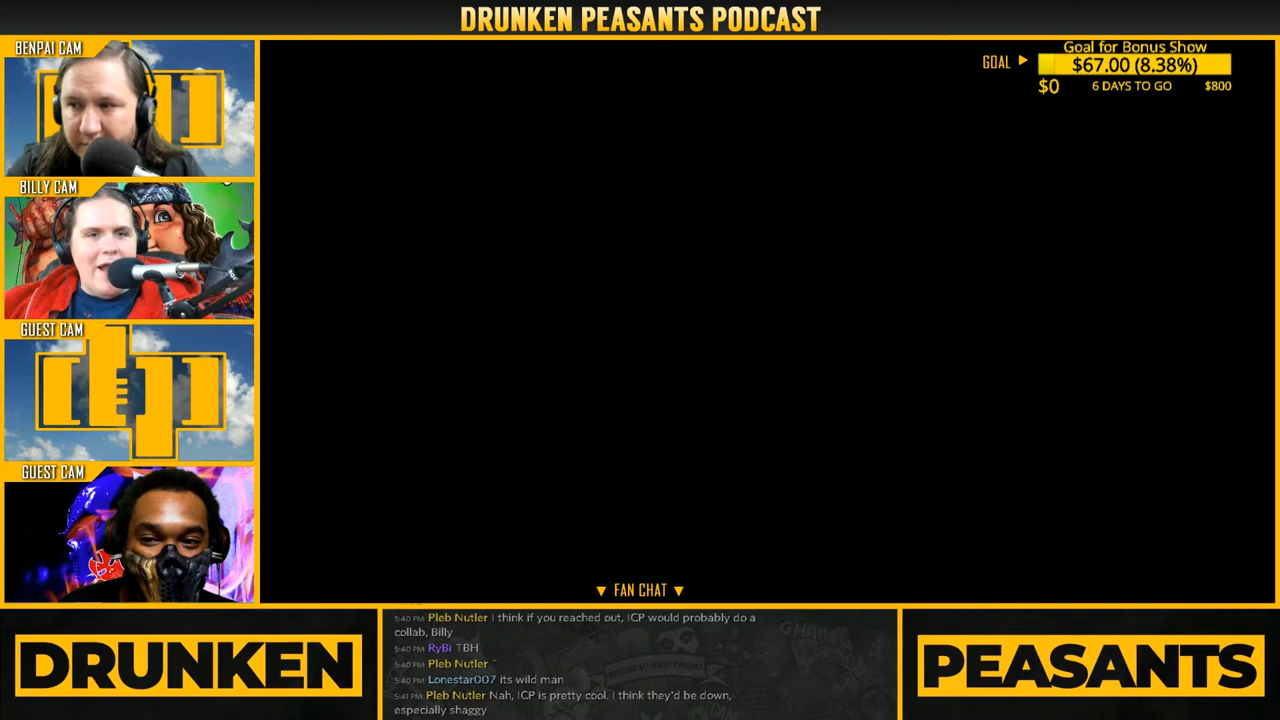 DRUNKEN PEASANTS PODCAST
BENPAI CAM
BILLY CAM
GUEST CAM
GUEST CAM
GOAL ▶
Goal for Bonus Show
$67.00 (8.38%)
$0 6 DAYS TO GO $800
▼ FAN CHAT ▼
5:40 PM Pleb Nutler I think if you reached out, ICP would probably do a
collab, Billy
5:40 PM RyBi TBH
5:40 PM Pleb Nutler ^
5:40 PM Lonestar007 its wild man
5:41 PM Pleb Nutler Nah, ICP is pretty cool. I think they'd be down,
especially shaggy
DRUNKEN
PEASANTS